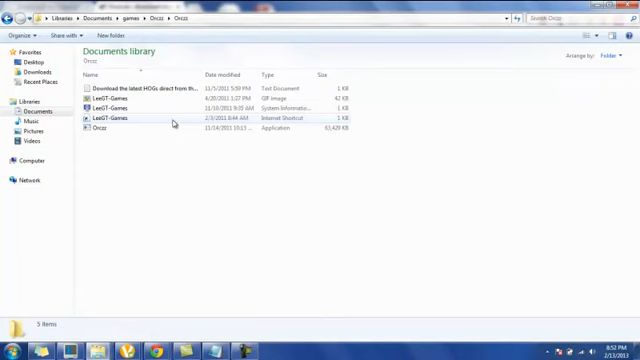 Libraries ▸ Documents ▸ games ▸ Orczz ▸ Orczz
Search Orczz
Organize
Share with
New folder
Favorites
Desktop
Downloads
Recent Places
Libraries
Documents
Music
Pictures
Videos
Computer
Network
Documents library
Orczz
Arrange by: Folder
Name Date modified Type Size
Download the latest HOGs direct from th... 11/5/2011 5:59 PM Text Document 1 KB
LeeGT-Games 4/20/2011 1:27 PM GIF image 42 KB
LeeGT-Games 11/10/2011 9:35 AM System Informatio... 1 KB
LeeGT-Games 2/3/2011 8:44 AM Internet Shortcut 1 KB
Orczz 11/14/2011 10:13 ... Application 63,429 KB
5 items
8:52 PM
2/13/2013